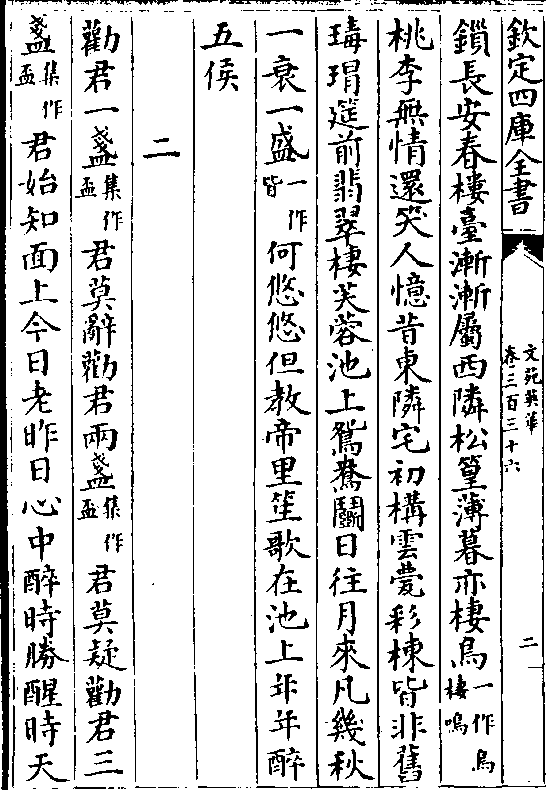 欽定四庫全書
文苑英華
卷三百三十六
二
鎻長安春樓臺漸漸屬西隣松篁薄暮亦棲烏一作烏棲鳴
桃李無情還笑人憶昔東隣宅初構雲甍彩棟皆非舊
瑇瑁筵前翡翠棲芙蓉池上鴛鴦鬬日往月來凡幾秋
一衰一盛一作皆何悠悠但教帝里笙歌在池上年年醉
五侯
二
勸君一盞集作盃君莫辭勸君兩盞集作盃君莫疑勸君三
盞集作盃君始知面上今日老昨日心中醉時勝醒時天